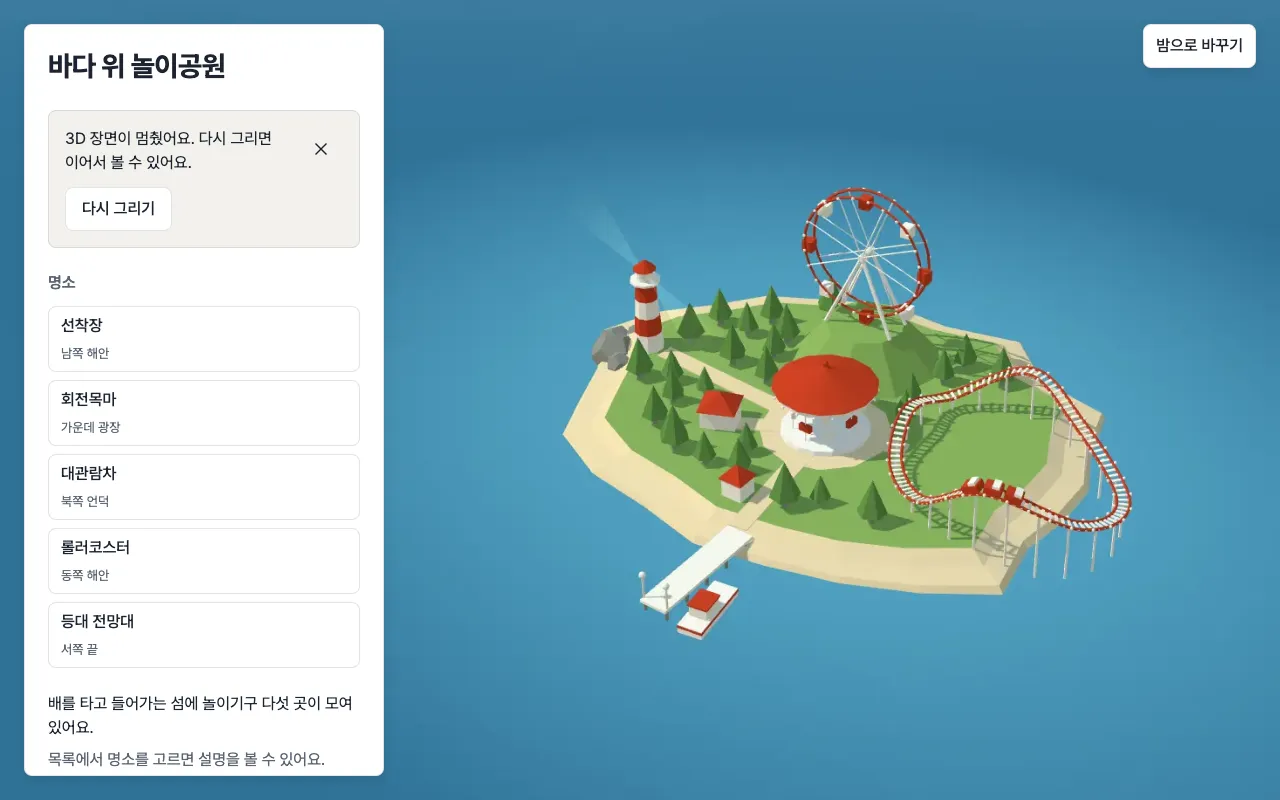 바다 위 놀이공원
밤으로 바꾸기
3D 장면이 멈췄어요. 다시 그리면
이어서 볼 수 있어요.
다시 그리기
명소
선착장
남쪽 해안
회전목마
가운데 광장
대관람차
북쪽 언덕
롤러코스터
동쪽 해안
등대 전망대
서쪽 끝
배를 타고 들어가는 섬에 놀이기구 다섯 곳이 모여
있어요.
목록에서 명소를 고르면 설명을 볼 수 있어요.